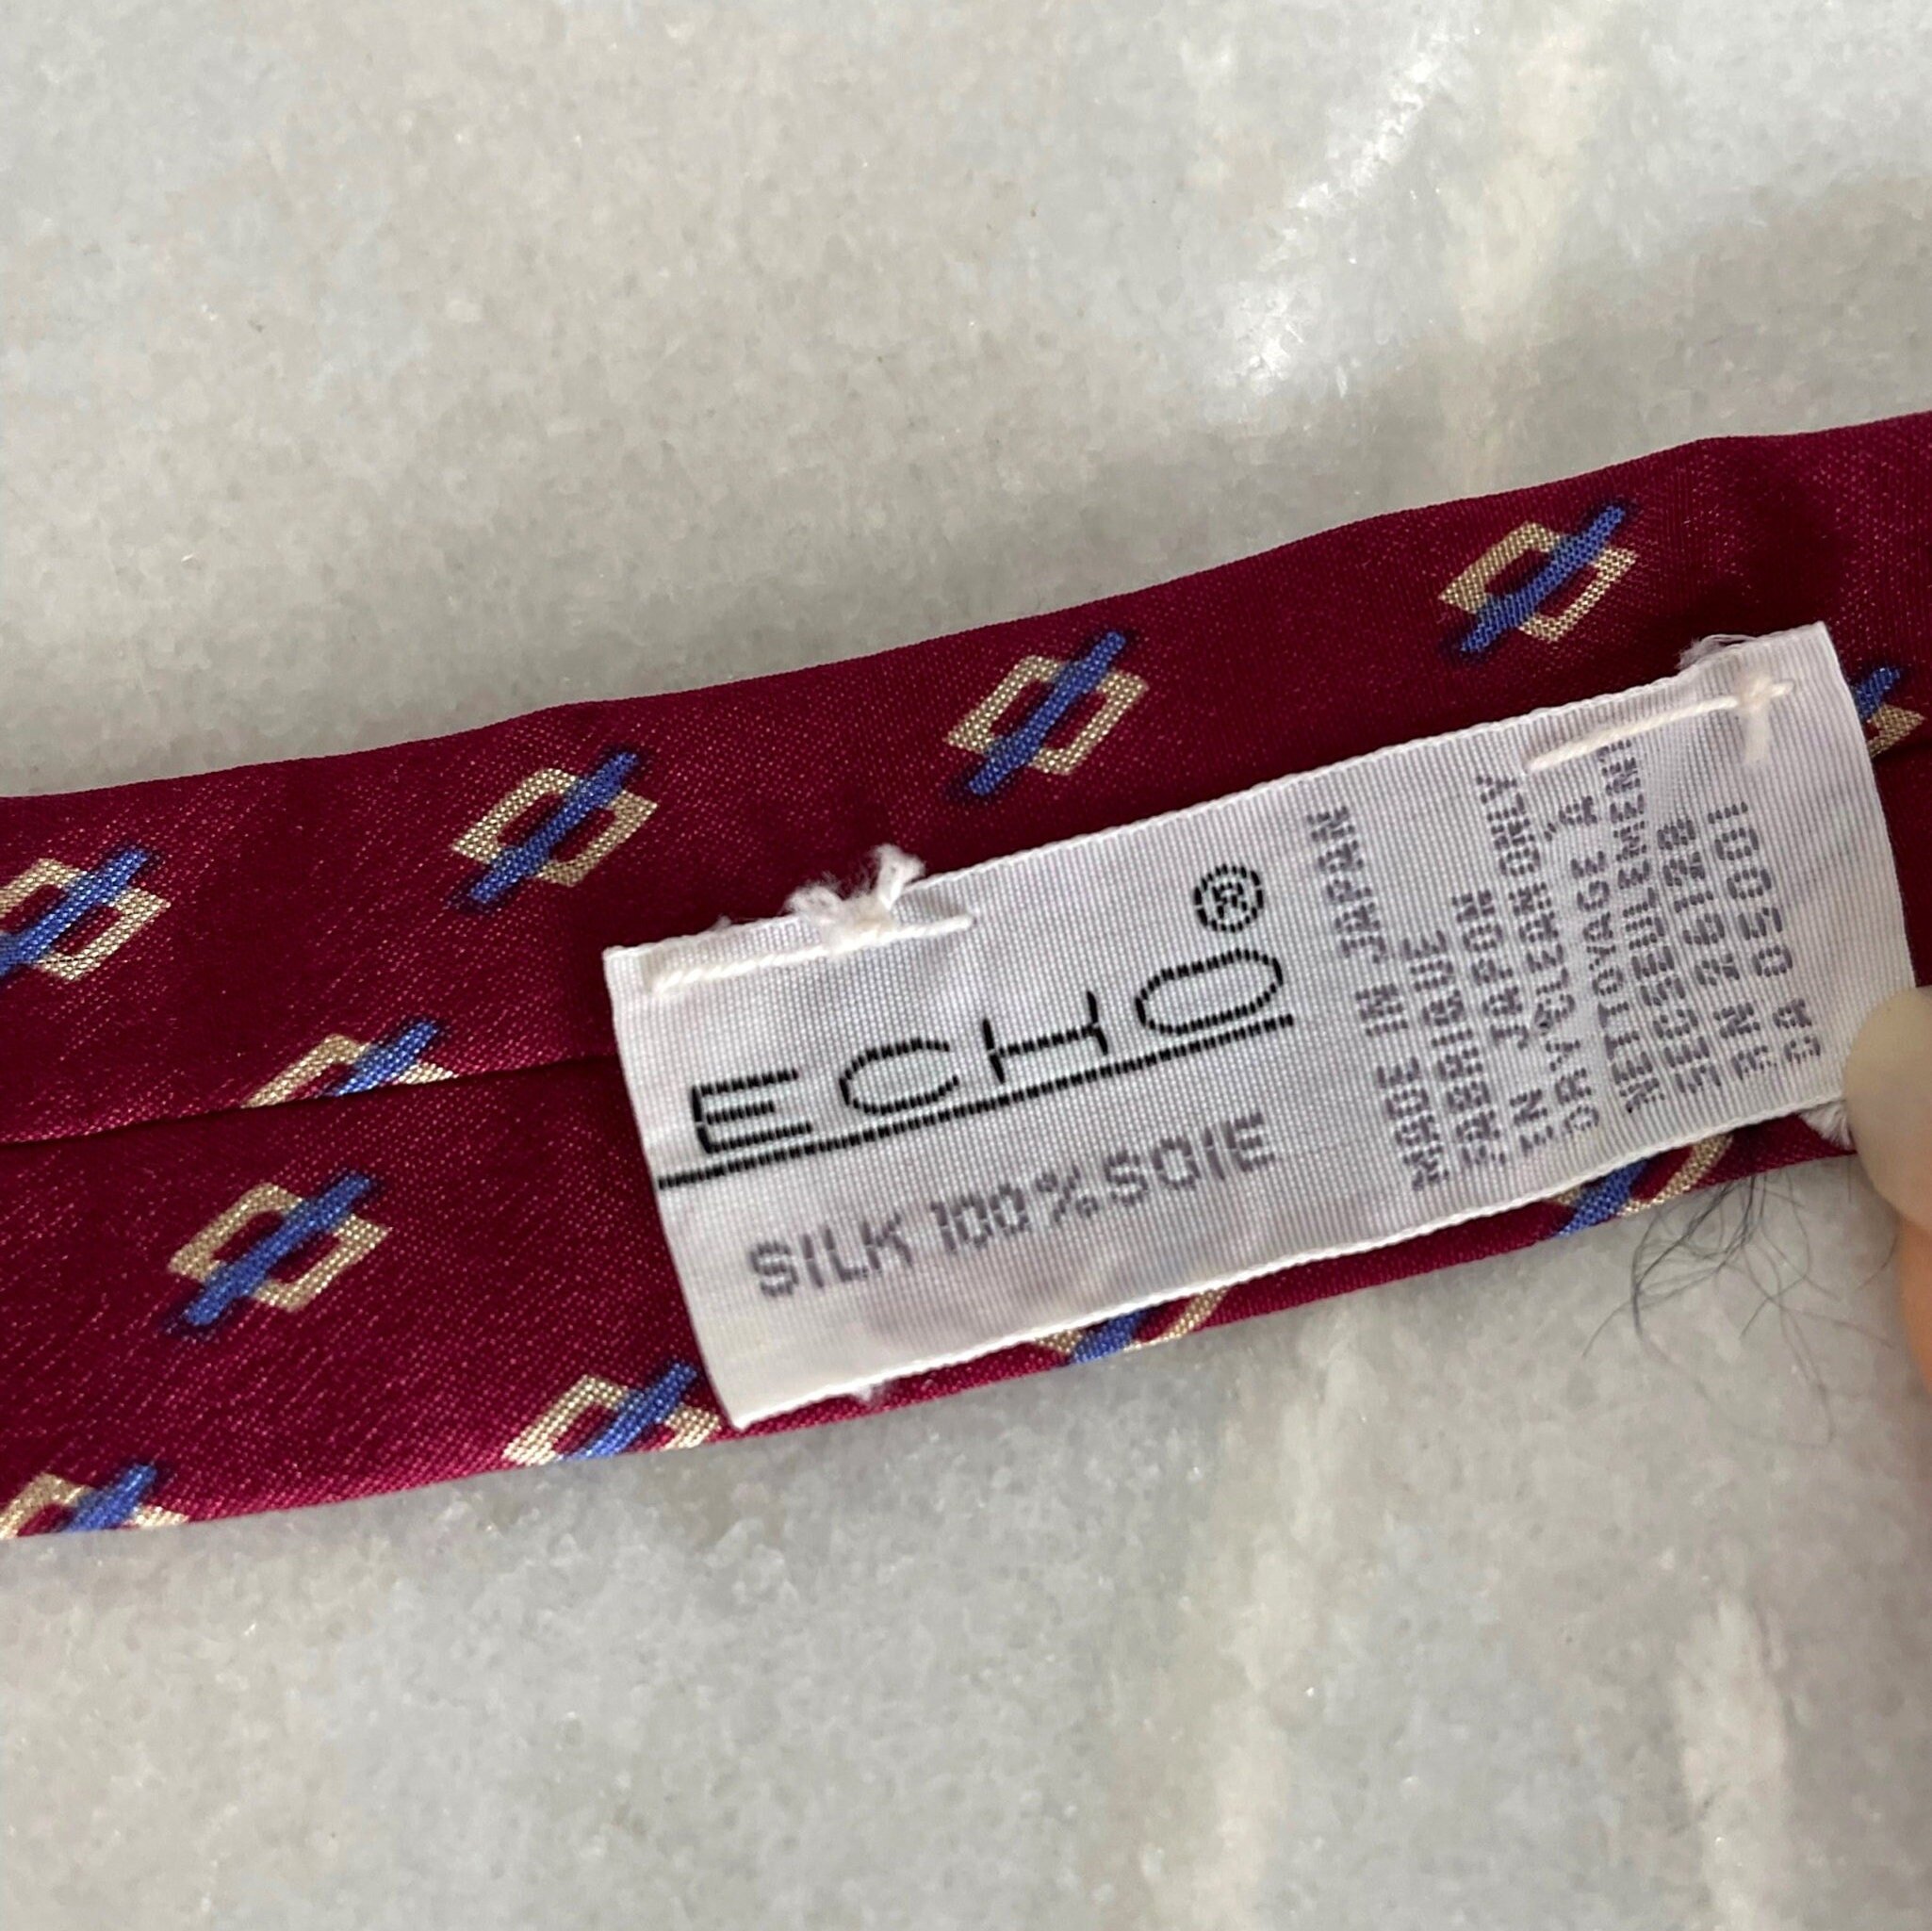 ECHO®
SILK 100% SOIE
MADE IN JAPAN
FABRIQUE
EN JAPON
DRY CLEAN ONLY
NETTOYAGE A
SEC SEULEMENT
RN 26128
CA 05001